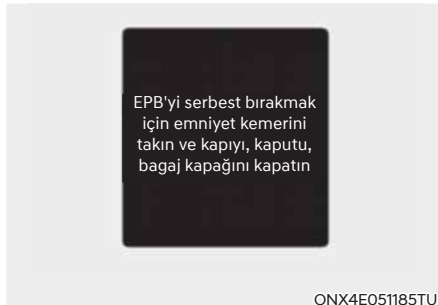 EPB'yi serbest bırakmak
için emniyet kemerini
takın ve kapıyı, kaputu,
bagaj kapağını kapatın
ONX4E051185TU